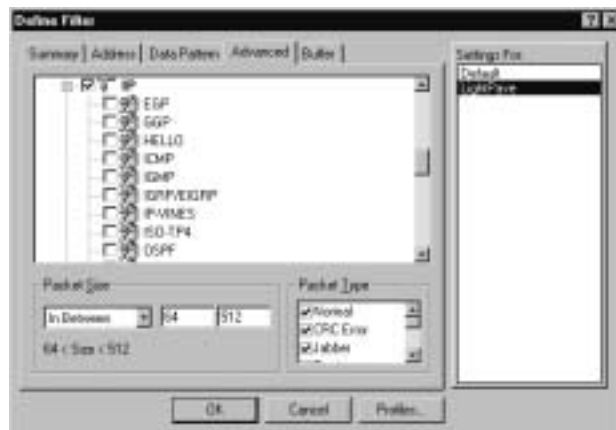 Define Filter
Summary Address Data Pattern Advanced Buffer
Settings For:
Default
IP
EGP
GGP
HELLO
ICMP
IGMP
IGRP/EIGRP
IP-VINES
ISO-TP4
OSPF
Packet Size
In Between 64 512
64 < Size < 512
Packet Type
Normal
CRC Error
Jabber
OK Cancel Profiles...